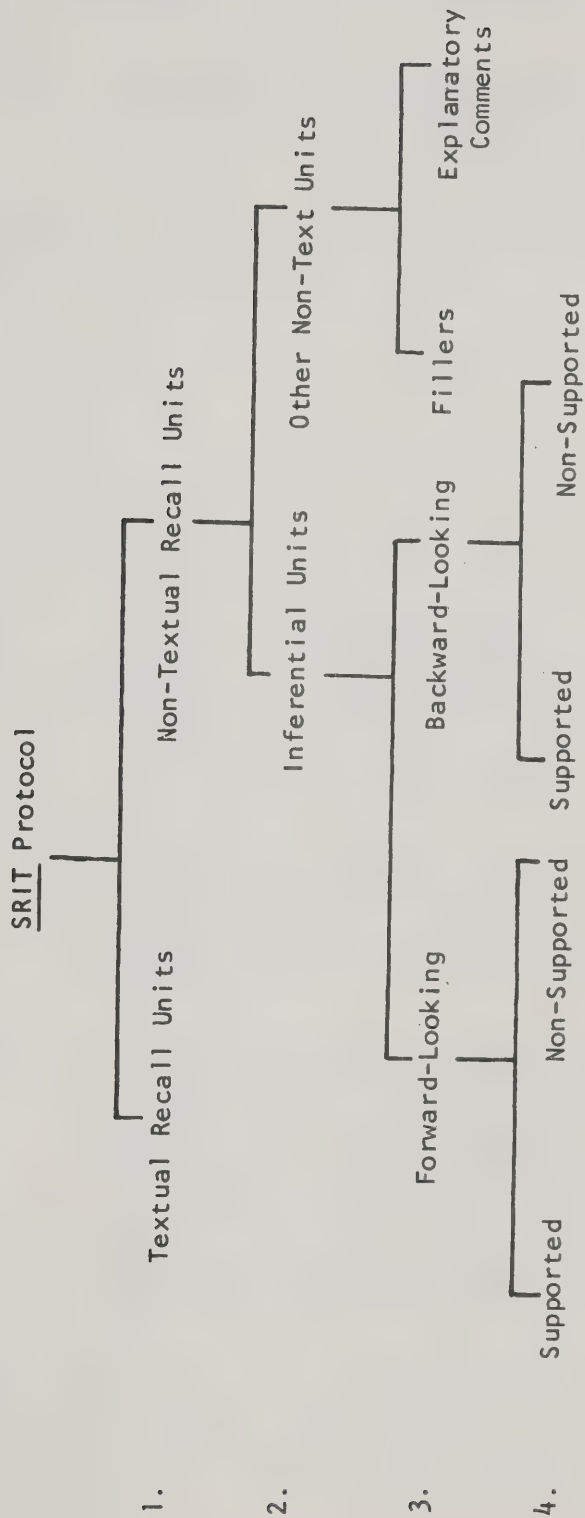 SRIT Protocol
1. Textual Recall Units Non-Textual Recall Units
2. Inferential Units Other Non-Text Units
3. Forward-Looking Backward-Looking Fillers Explanatory
Comments
4. Supported Non-Supported Supported Non-Supported